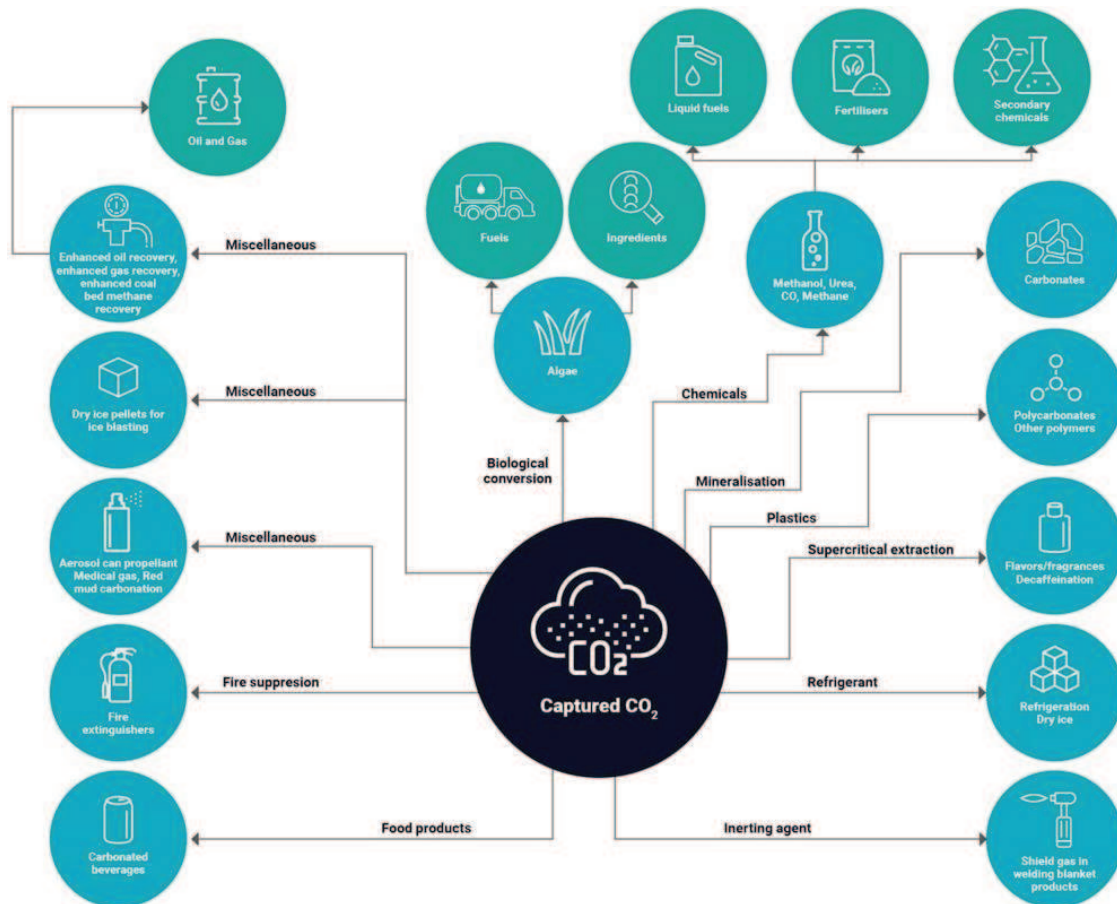 Oil and Gas
Liquid fuels
Fertilisers
Secondary
chemicals
Fuels
Ingredients
Miscellaneous
Enhanced oil recovery,
enhanced gas recovery,
enhanced coal
bed methane
recovery
Methanol, Urea,
CO, Methane
Carbonates
Algae
Miscellaneous
Dry ice pellets for
ice blasting
Chemicals
Polycarbonates
Other polymers
Biological
conversion
Mineralisation
Plastics
Miscellaneous
Aerosol can propellant
Medical gas, Red
mud carbonation
Supercritical extraction
Flavors/fragrances
Decaffeination
CO2
Captured CO₂
Fire suppresion
Fire
extinguishers
Refrigerant
Refrigeration
Dry ice
Food products
Carbonated
beverages
Inerting agent
Shield gas in
welding blanket
products